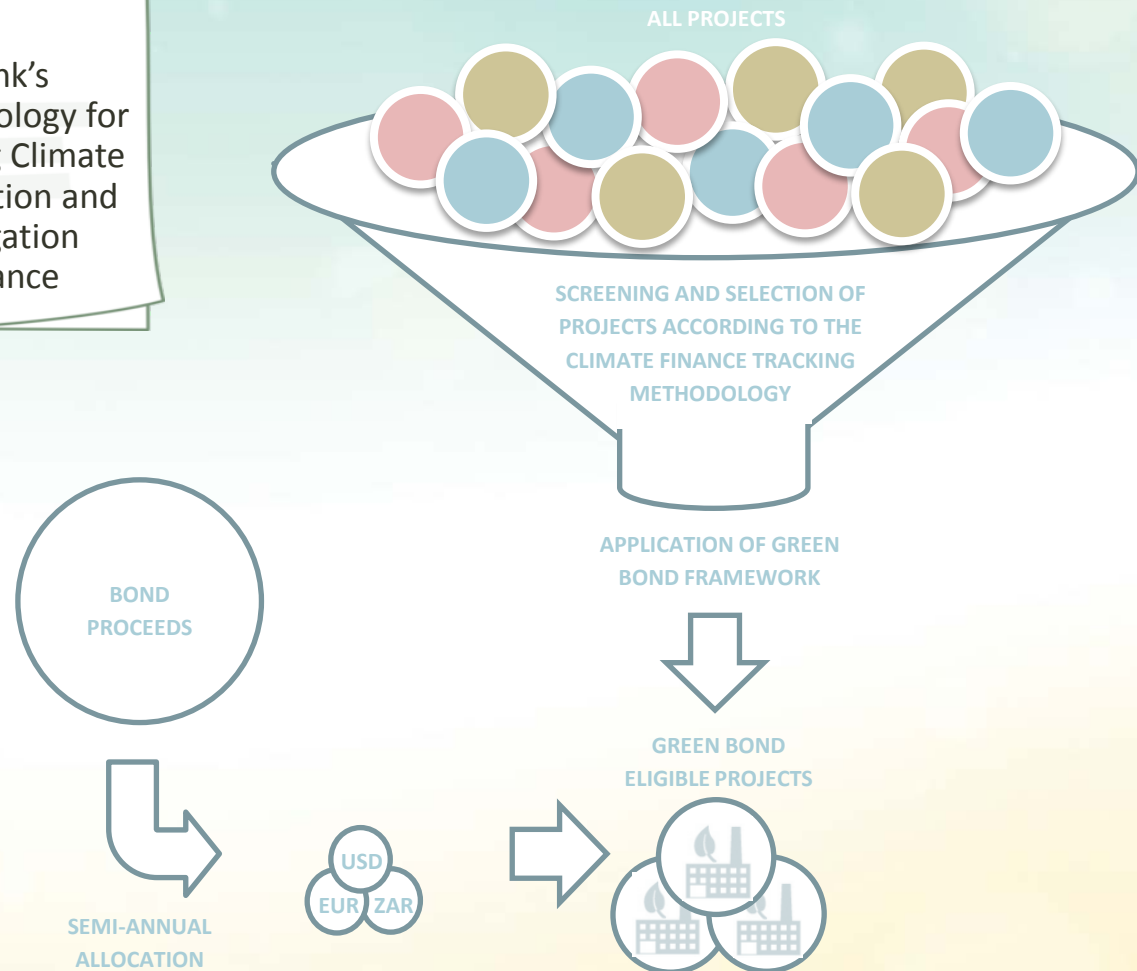 nk's
ology for
Climate
tion and
gation
ance
ALL PROJECTS
SCREENING AND SELECTION OF
PROJECTS ACCORDING TO THE
CLIMATE FINANCE TRACKING
METHODOLOGY
APPLICATION OF GREEN
BOND FRAMEWORK
BOND
PROCEEDS
GREEN BOND
ELIGIBLE PROJECTS
USD
EUR ZAR
SEMI-ANNUAL
ALLOCATION